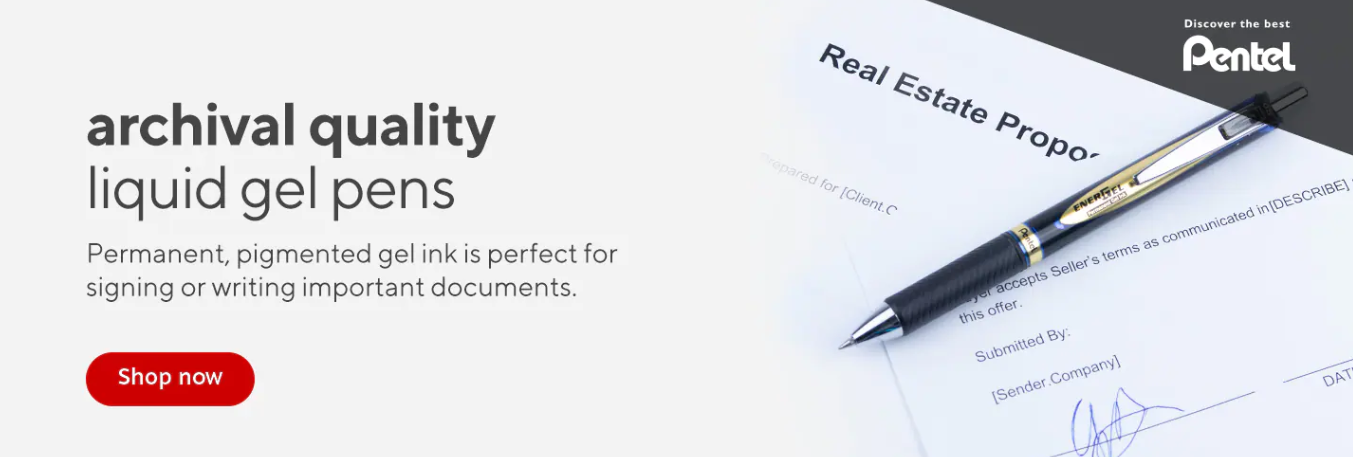 Discover the best
Pentel
archival quality
liquid gel pens
Permanent, pigmented gel ink is perfect for
signing or writing important documents.
Shop now
Real Estate Propo
for [Client.C
ENERGEL
Pentel
accepts Seller's terms as communicated in [DESCRIBE]
this offer.
Submitted By:
[Sender.Company]
DAT